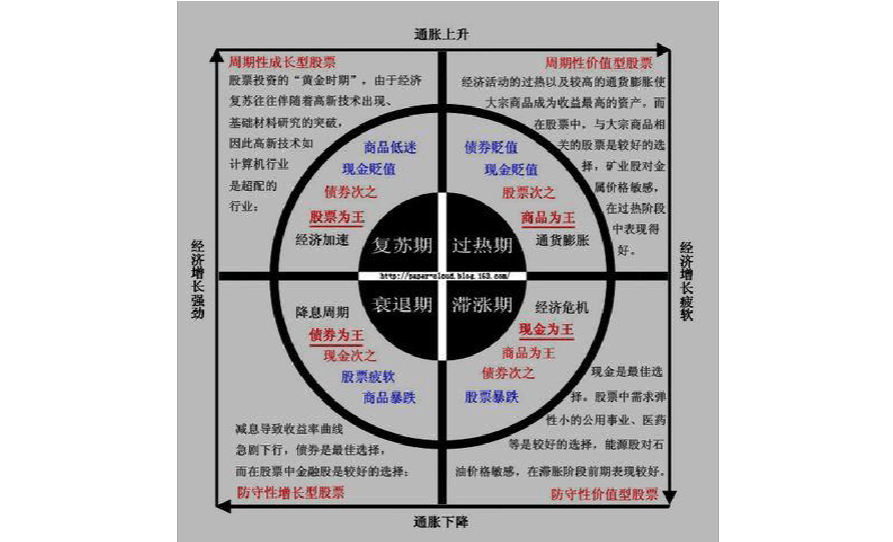 通胀上升
周期性成长型股票
股票投资的“黄金时期”，由于经济
复苏往往伴随着高新技术出现、
基础材料研究的突破，
因此高新技术如
计算机行业
是超配的
行业；
周期性价值型股票
经济活动的过热以及较高的通货膨胀使
大宗商品成为收益最高的资产，而
在股票中，与大宗商品相
关的股票是较好的选
择，矿业股对金
属价格敏感，
在过热阶段
中表现得
好。
商品低迷
现金贬值
债券次之
股票为王
经济加速
债券贬值
现金贬值
股票次之
商品为王
通货膨胀
复苏期
过热期
经济增长强劲
经济增长疲软
http://paper-cloud.blog.163.com/
衰退期
滞涨期
降息周期
债券为王
现金次之
股票疲软
商品暴跌
经济危机
现金为王
商品为王
债券次之
股票暴跌
减息导致收益率曲线
急剧下行，债券是最佳选择，
而在股票中金融股是较好的选择；
防守性增长型股票
现金是最佳选
择。股票中需求弹
性小的公用事业、医药
等是较好的选择，能源股对石
油价格敏感，在滞涨阶段前期表现较好。
防守性价值型股票
通胀下降